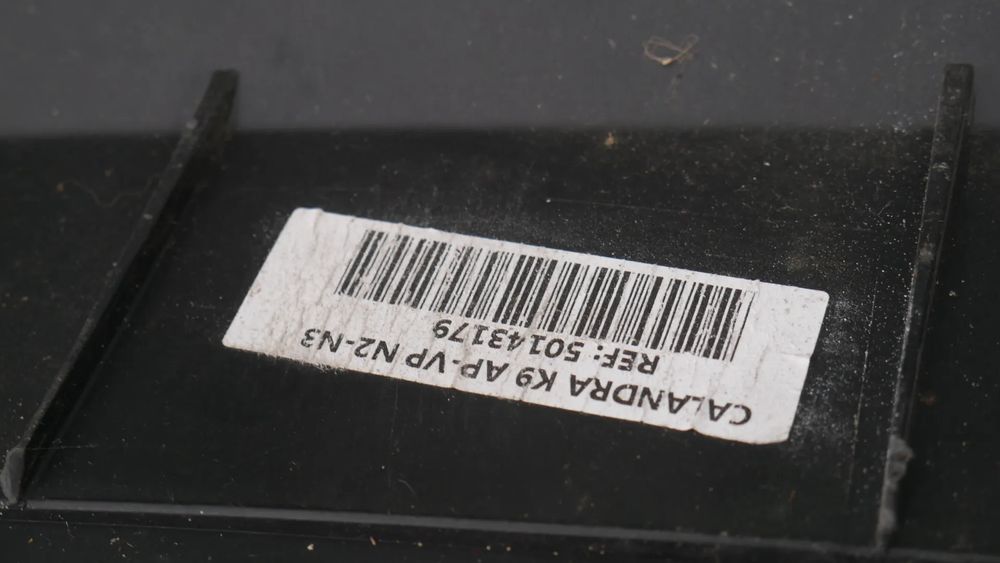 CALANDRA K9 AP-VP N2-N3
REF: 50143179